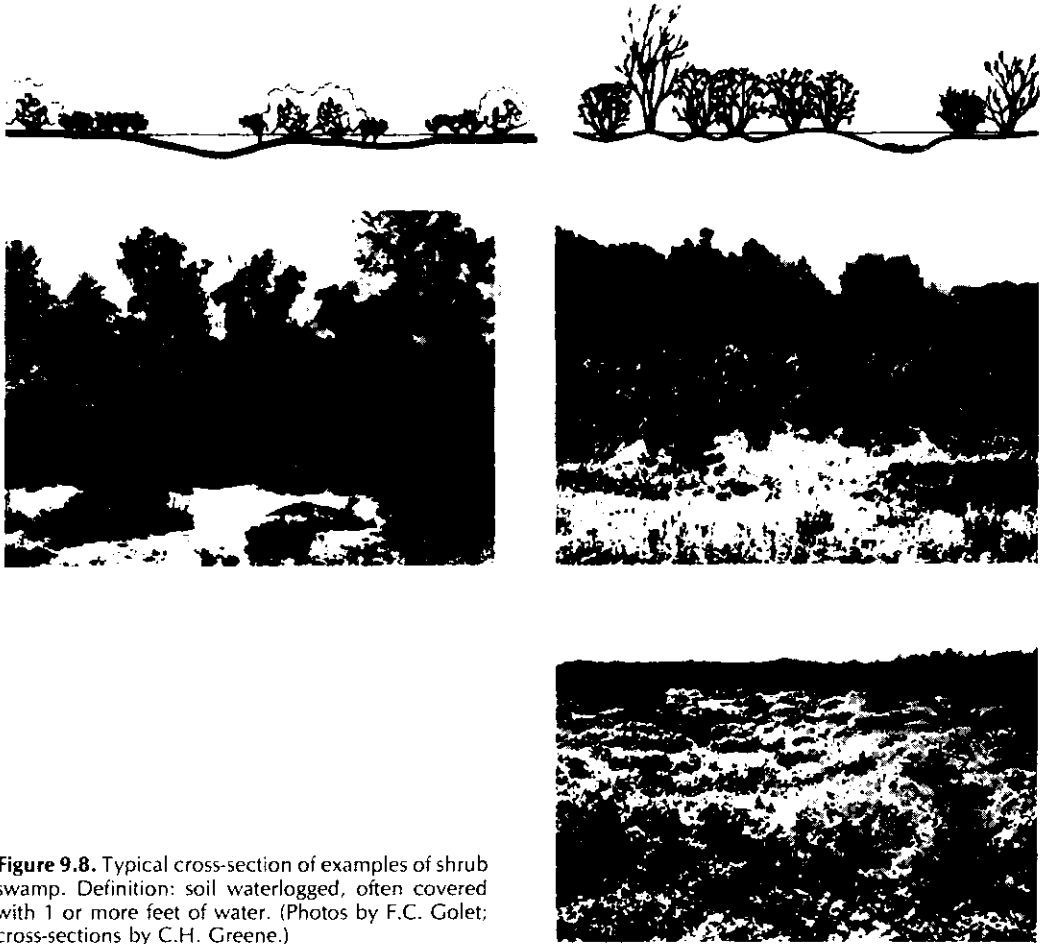 Figure 9.8. Typical cross-section of examples of shrub
swamp. Definition: soil waterlogged, often covered
with 1 or more feet of water. (Photos by F.C. Golet;
cross-sections by C.H. Greene.)